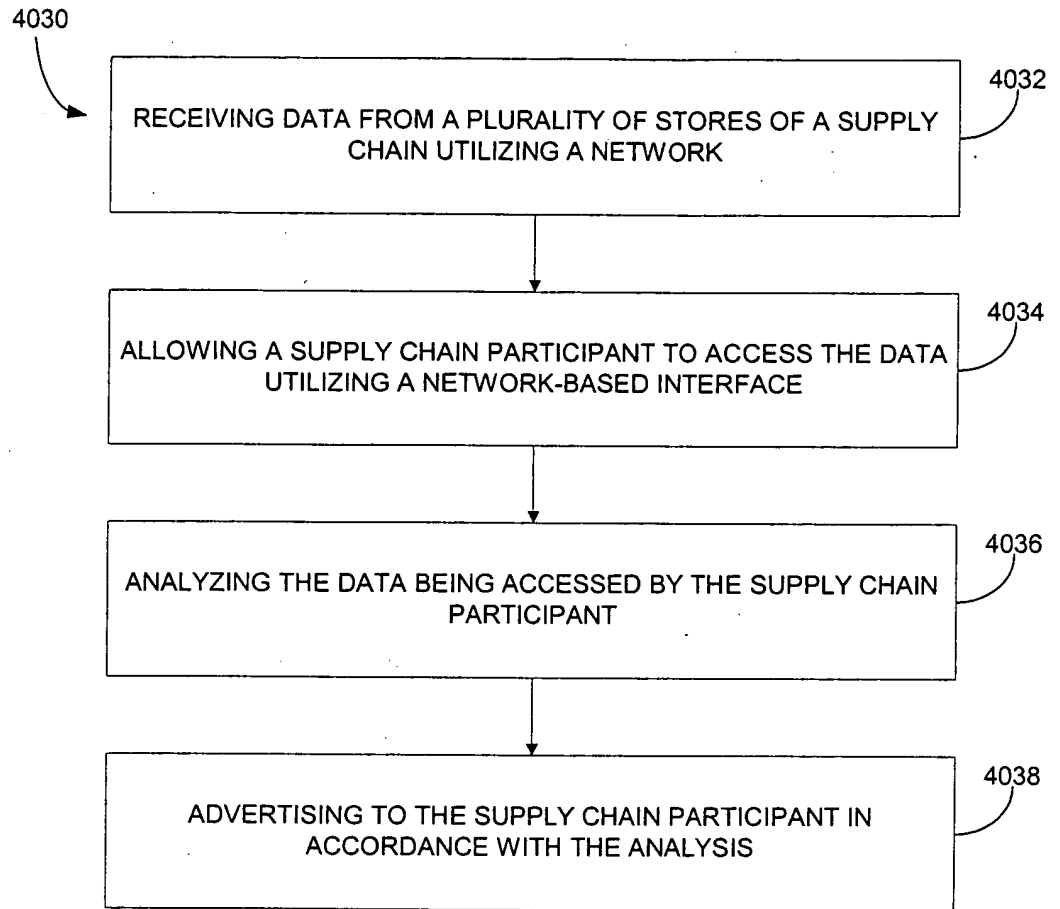 4030
4032
RECEIVING DATA FROM A PLURALITY OF STORES OF A SUPPLY
CHAIN UTILIZING A NETWORK
4034
ALLOWING A SUPPLY CHAIN PARTICIPANT TO ACCESS THE DATA
UTILIZING A NETWORK-BASED INTERFACE
4036
ANALYZING THE DATA BEING ACCESSED BY THE SUPPLY CHAIN
PARTICIPANT
4038
ADVERTISING TO THE SUPPLY CHAIN PARTICIPANT IN
ACCORDANCE WITH THE ANALYSIS